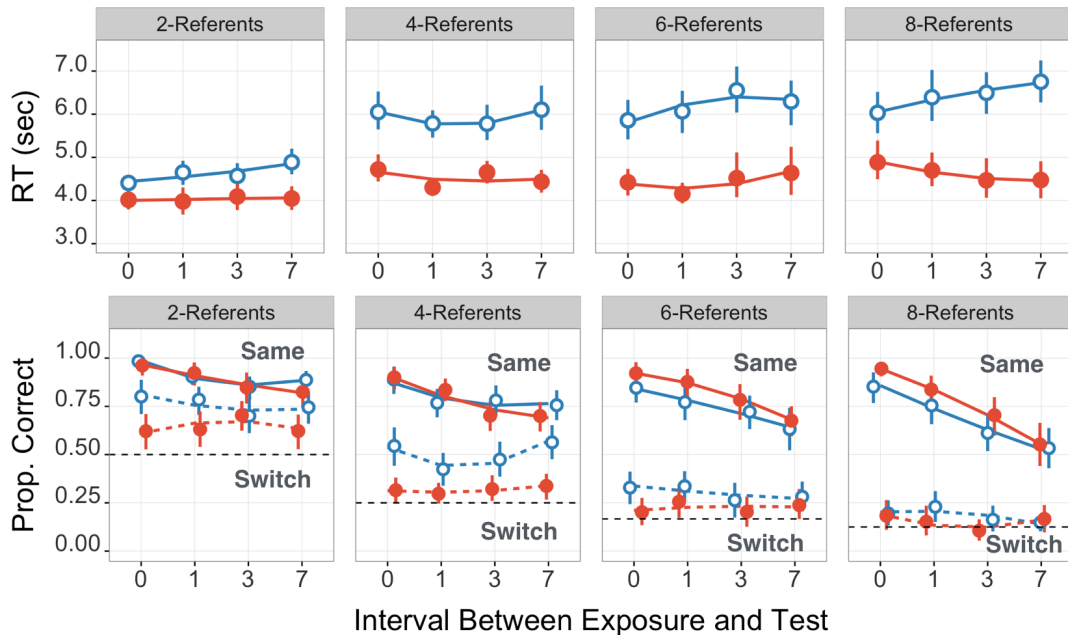 2-Referents 4-Referents 6-Referents 8-Referents
RT (sec)
7.0
6.0
5.0
4.0
3.0
0 1 3 7 0 1 3 7 0 1 3 7 0 1 3 7
2-Referents 4-Referents 6-Referents 8-Referents
Prop. Correct
1.00
0.75
0.50
0.25
0.00
Same Same Same Same
Switch Switch Switch Switch
0 1 3 7 0 1 3 7 0 1 3 7 0 1 3 7
Interval Between Exposure and Test